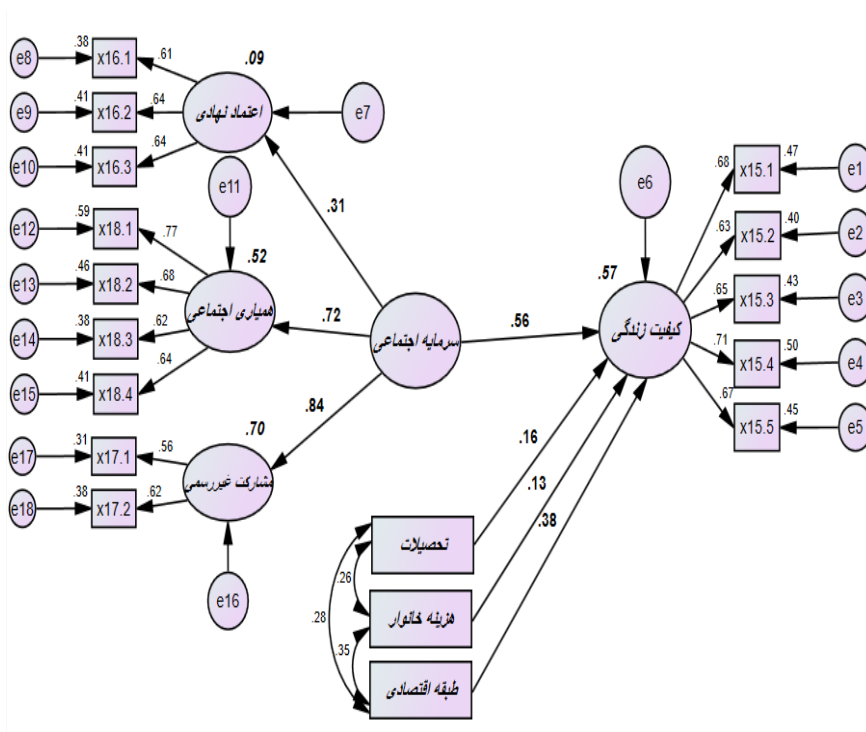 e8
.38
x16.1
.61
.09
e9
.41
x16.2
.64
اعتماد نهادی
e7
e10
.41
x16.3
.64
e11
e12
.59
x18.1
.77
.31
.52
e13
.46
x18.2
.68
همیاری اجتماعی
e14
.38
x18.3
.62
.72
e15
.41
x18.4
.64
سرمایه اجتماعی
.56
.84
e17
.31
x17.1
.56
.70
مشارکت غیررسمی
e18
.38
x17.2
.62
e16
e6
.57
کیفیت زندگی
.68
x15.1
.47
e1
.63
x15.2
.40
e2
.65
x15.3
.43
e3
.71
x15.4
.50
e4
.67
x15.5
.45
e5
.16
.13
.38
تحصیلات
.26
هزینه خانوار
.28
.35
طبقه اقتصادی